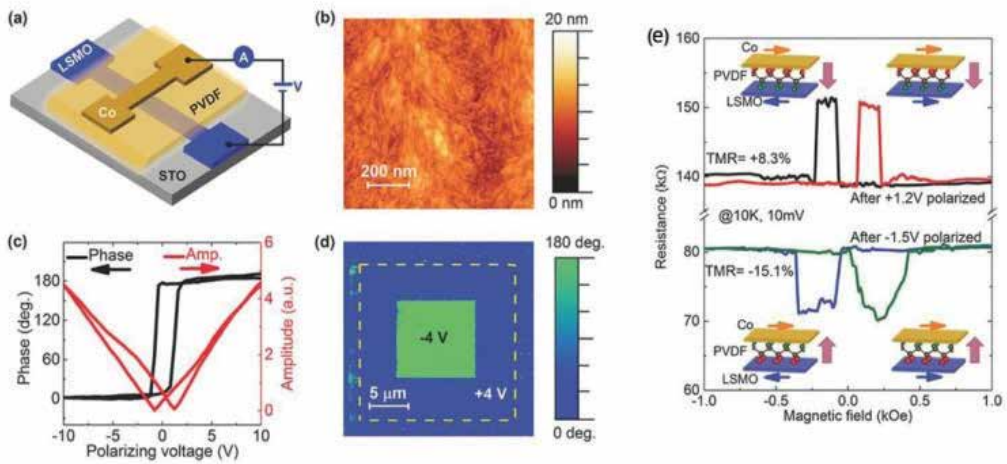 (a)
LSMO
A
V
Co
PVDF
STO
(b)
200 nm
20 nm
0 nm
(c)
Phase
Amp.
Phase (deg.)
180
120
60
0
-10
-5
0
5
10
Polarizing voltage (V)
6
4
2
0
Amplitude (a.u.)
(d)
-4 V
5 μm
+4 V
180 deg.
0 deg.
(e)
Resistance (kΩ)
160
150
140
80
70
60
Co
PVDF
LSMO
TMR= +8.3%
After +1.2V polarized
@10K, 10mV
After -1.5V polarized
TMR= -15.1%
Co
PVDF
LSMO
-1.0
-0.5
0.0
0.5
1.0
Magnetic field (kOe)